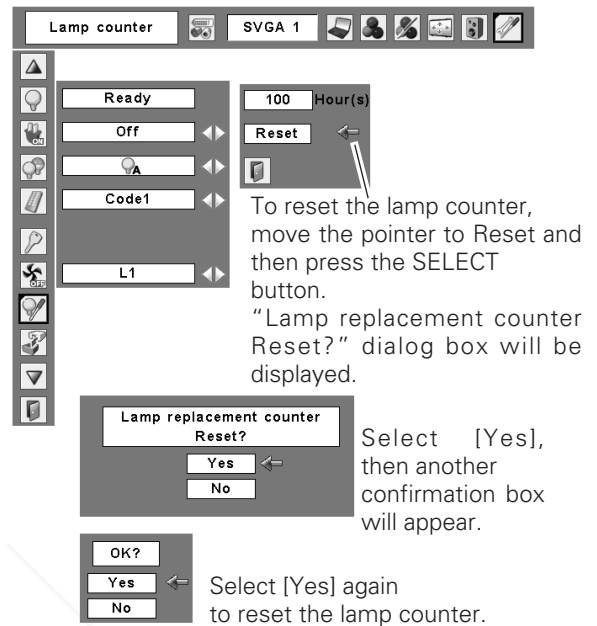 Lamp counter
SVGA 1
Ready
100 Hour(s)
Off
Reset
A
ON
Code1
To reset the lamp counter,
move the pointer to Reset and
then press the SELECT
button.
"Lamp replacement counter
Reset?" dialog box will be
displayed.
OFF
L1
Lamp replacement counter
Reset?
Yes
No
Select [Yes],
then another
confirmation box
will appear.
OK?
Yes
No
Select [Yes] again
to reset the lamp counter.